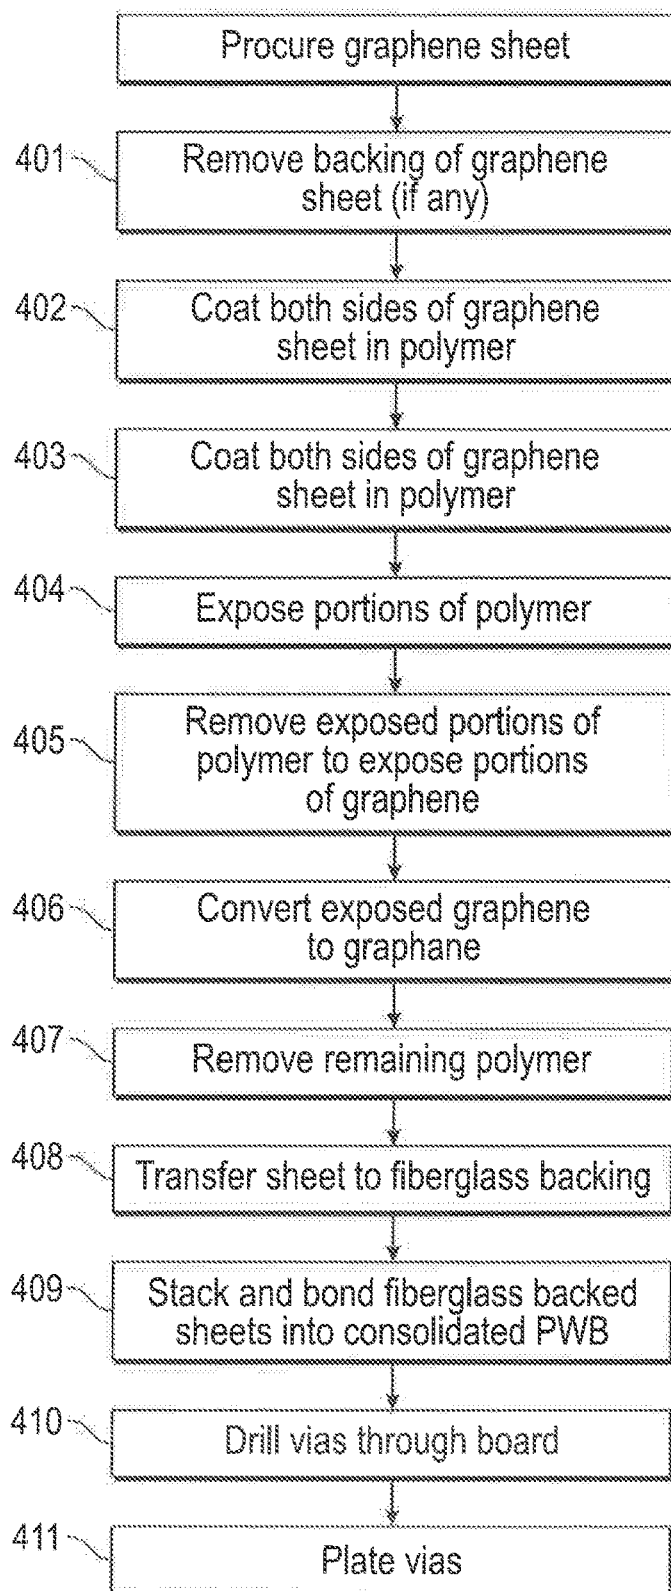 Procure graphene sheet
401
Remove backing of graphene
sheet (if any)
402
Coat both sides of graphene
sheet in polymer
403
Coat both sides of graphene
sheet in polymer
404
Expose portions of polymer
405
Remove exposed portions of
polymer to expose portions
of graphene
406
Convert exposed graphene
to graphane
407
Remove remaining polymer
408
Transfer sheet to fiberglass backing
409
Stack and bond fiberglass backed
sheets into consolidated PWB
410
Drill vias through board
411
Plate vias